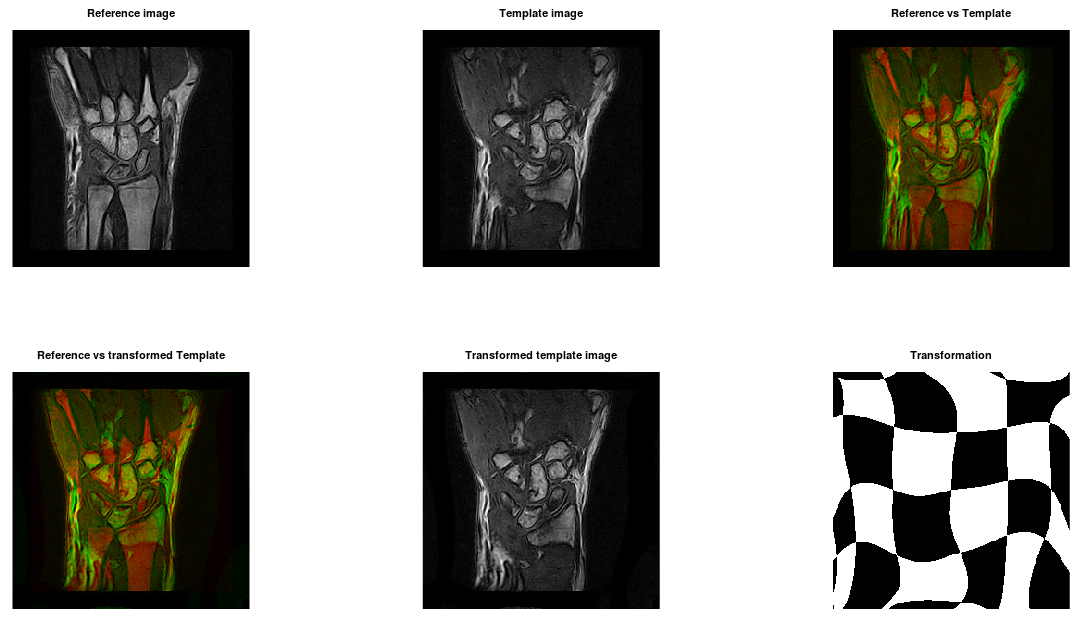 Reference image
Template image
Reference vs Template
Reference vs transformed Template
Transformed template image
Transformation